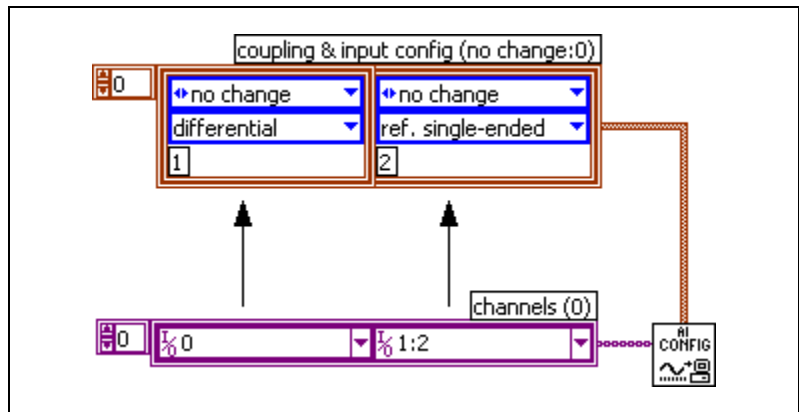 coupling & input config (no change:0)
0
no change
no change
differential
ref. single-ended
1
2
channels (0)
0
I/O 0
I/O 1:2
AI
CONFIG